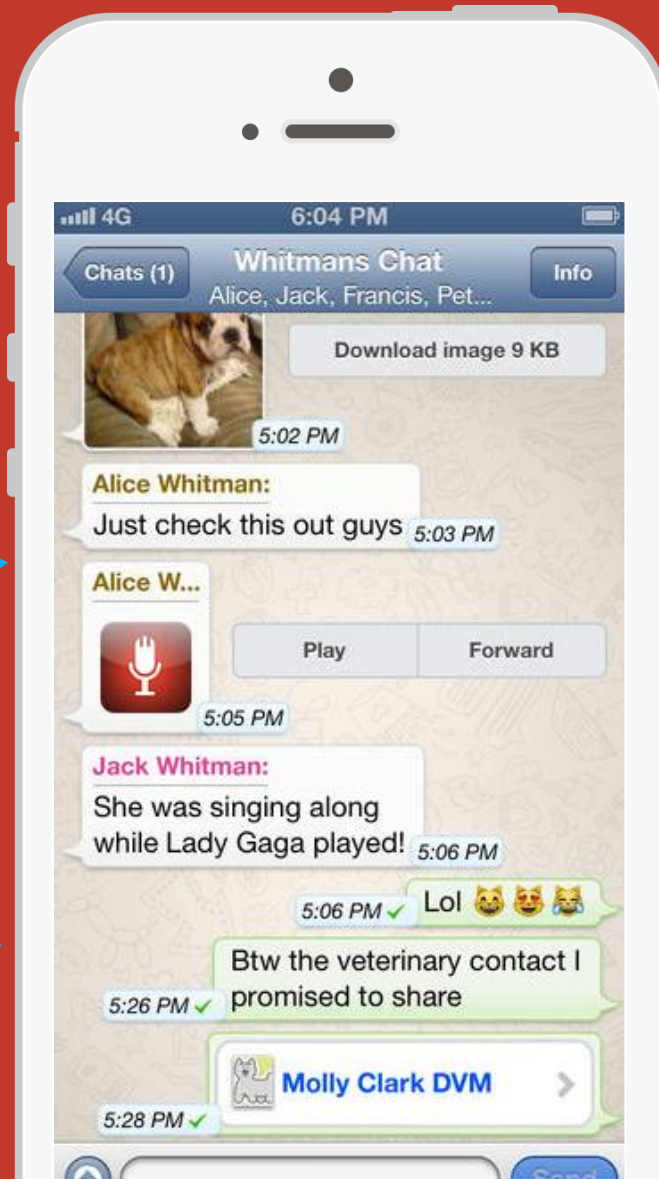 4G 6:04 PM
Chats (1) Whitmans Chat Info
Alice, Jack, Francis, Pet...
Download image 9 KB
5:02 PM
Alice Whitman:
Just check this out guys 5:03 PM
Alice W...
Play Forward
5:05 PM
Jack Whitman:
She was singing along
while Lady Gaga played! 5:06 PM
5:06 PM Lol 😸 😻 😹
Btw the veterinary contact I
5:26 PM promised to share
Molly Clark DVM
5:28 PM
Send